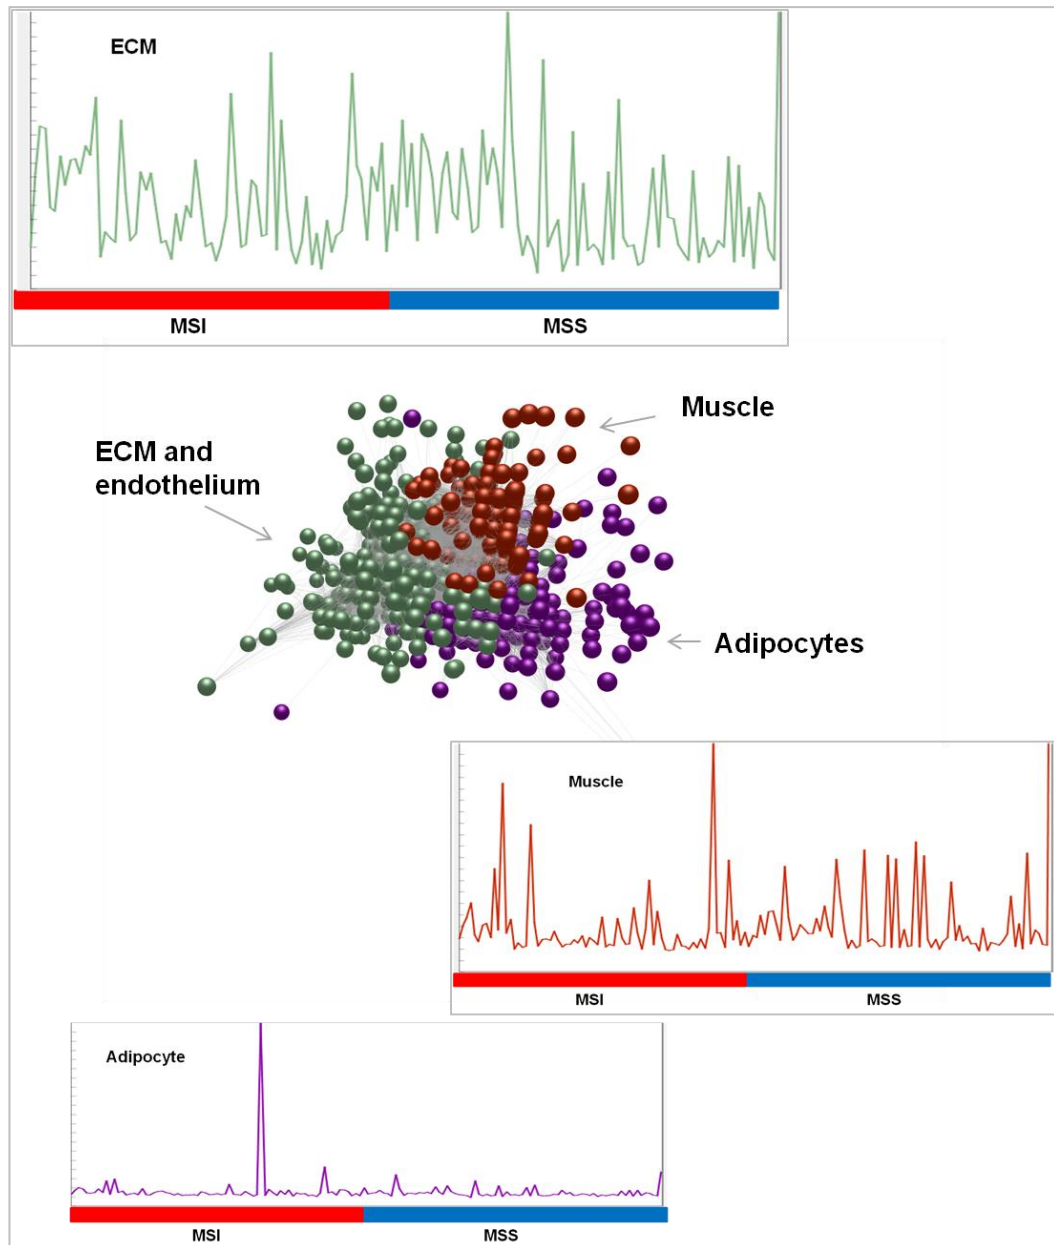 ECM
MSI
MSS
Muscle
ECM and
endothelium
Adipocytes
Muscle
MSI
MSS
Adipocyte
MSI
MSS